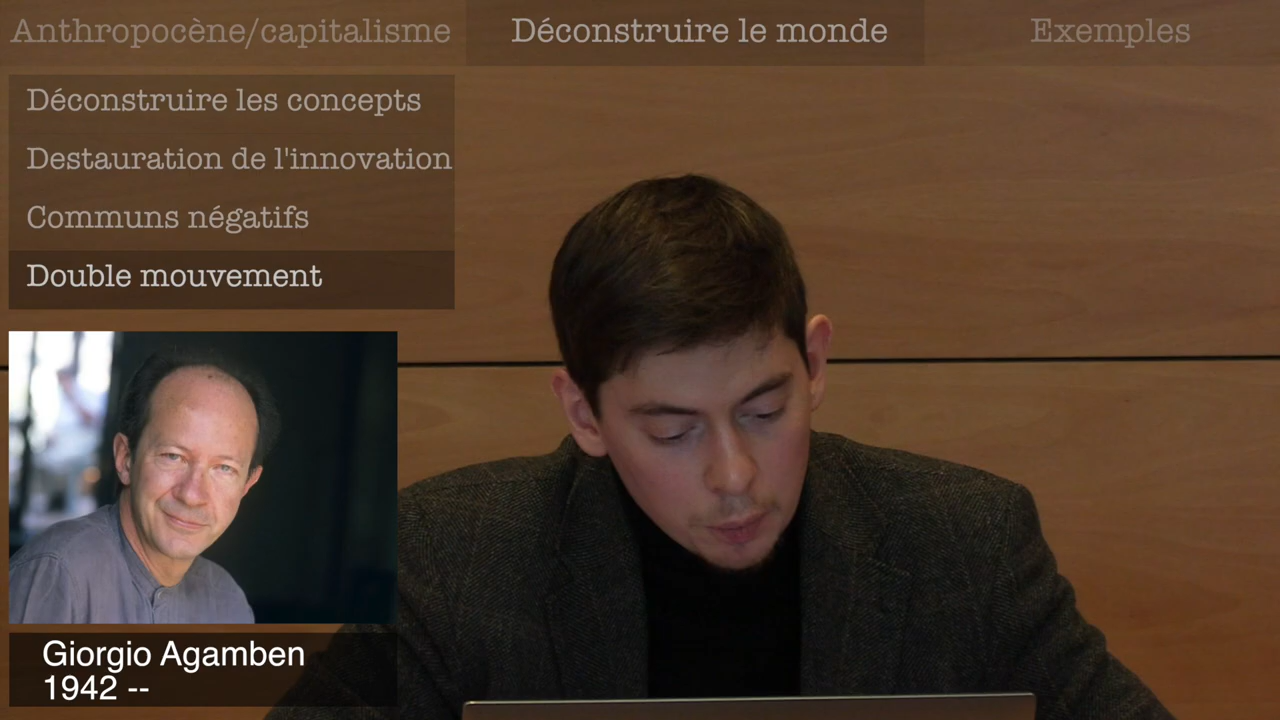 Anthropocène/capitalisme
Déconstruire le monde
Exemples
Déconstruire les concepts
Destauration de l'innovation
Communs négatifs
Double mouvement
Giorgio Agamben
1942 --